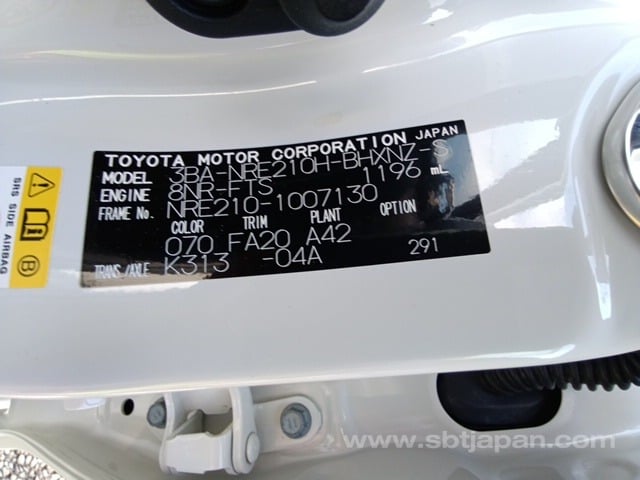 TOYOTA MOTOR CORPORATION JAPAN
MODEL 3BA-NRE210H-BHXNZ-S
ENGINE 8NR-FTS 1196 mL
FRAME No. NRE210-1007130
COLOR TRIM PLANT OPTION
070 FA20 A42
TRANS./AXLE K313 -04A 291
SRS SIDE AIRBAG
B
www.sbtjapan.com